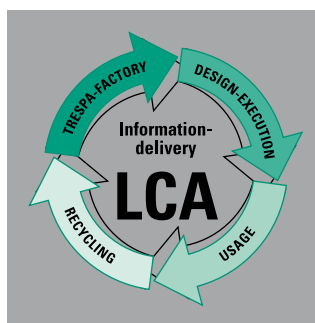 TRESPA-FACTORY
DESIGN-EXECUTION
Information-
delivery
LCA
RECYCLING
USAGE